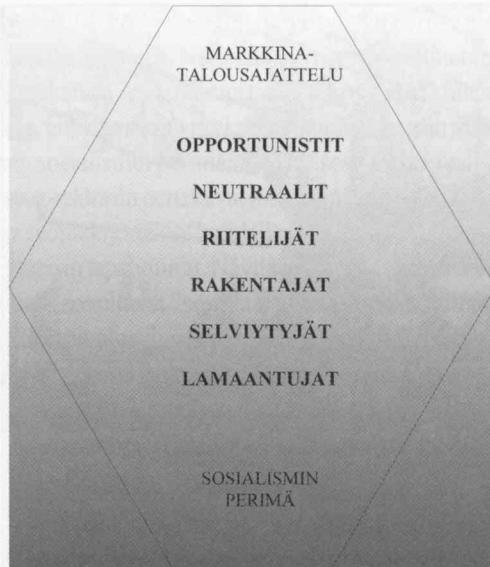 MARKKINA-
TALOUSAJATTELU
OPPORTUNISTIT
NEUTRAALIT
RIITELIJÄT
RAKENTAJAT
SELVIYTYJÄT
LAMAANTUJAT
SOSIALISMIN
PERIMÄ